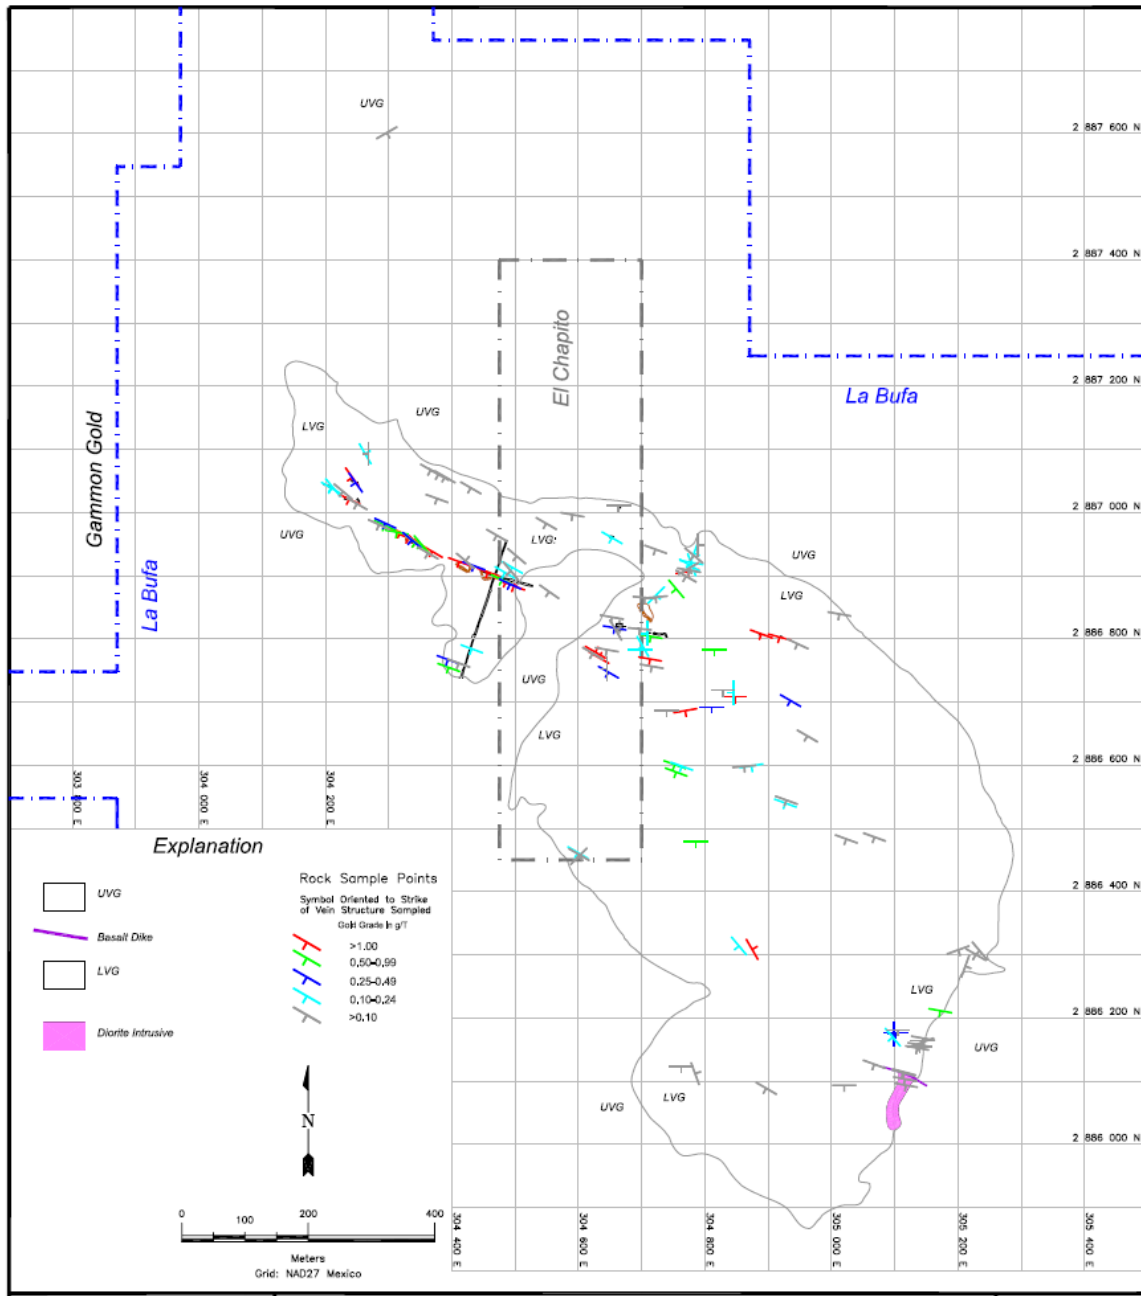 UVG
2 887 600 N
2 887 400 N
El Chapito
2 887 200 N
La Bufa
UVG
LVG
Gammon Gold
2 887 000 N
UVG
LVG:
UVG
La Bufa
LVG
2 886 800 N
UVG
LVG
2 886 600 N
303 800 E
304 000 E
304 200 E
Explanation
Rock Sample Points
Symbol Oriented to Strike
of Vein Structure Sampled
Gold Grade in g/T
UVG
>1.00
Basalt Dike
0.50-0.99
LVG
0.25-0.49
0.10-0.24
>0.10
Diorite Intrusive
2 886 400 N
LVG
2 886 200 N
UVG
LVG
UVG
N
2 886 000 N
0 100 200 400
Meters
Grid: NAD27 Mexico
304 400 E
304 600 E
304 800 E
305 000 E
305 200 E
305 400 E